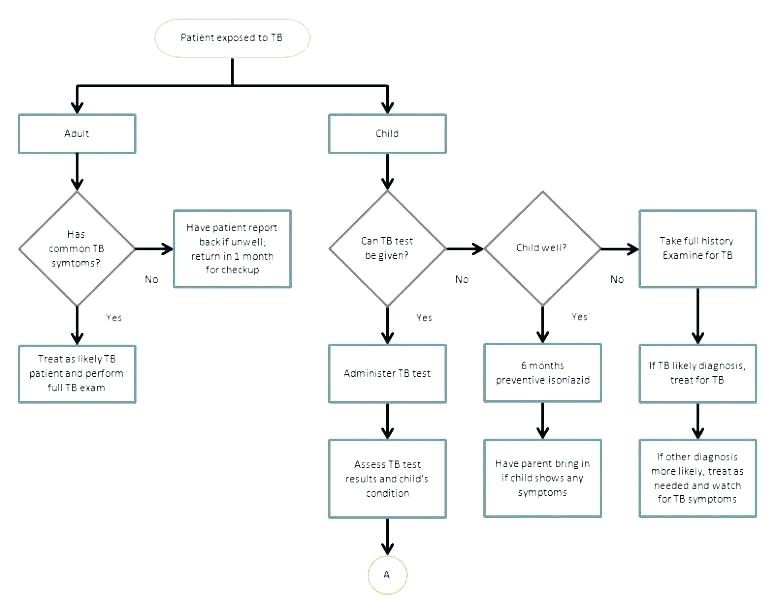 Patient exposed to TB
Adult
Child
Has
common TB
symtoms?
Have patient report
back if unwell;
return in 1 month
for checkup
Can TB test
be given?
Child well?
Take full history
Examine for TB
No
No
No
Yes
Yes
Yes
Treat as likely TB
patient and perform
full TB exam
Administer TB test
6 months
preventive isoniazid
If TB likely diagnosis,
treat for TB
Assess TB test
results and child's
condition
Have parent bring in
if child shows any
symptoms
If other diagnosis
more likely, treat as
needed and watch
for TB symptoms
A